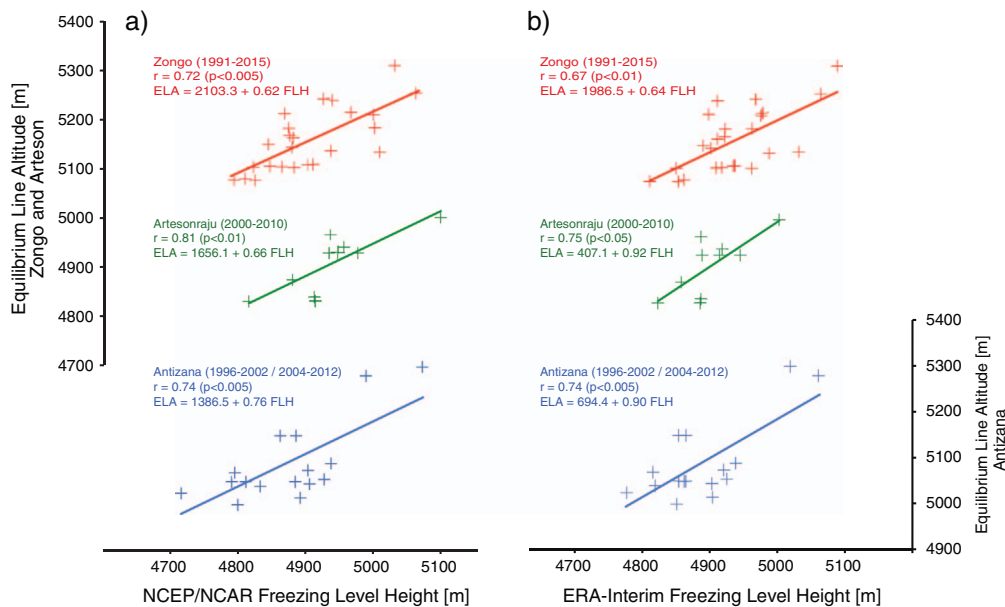 a)
b)
5400
5300
5200
5100
5000
4900
4800
4700
Equilibrium Line Altitude [m]
Zongo and Arteson
Zongo (1991-2015)
r = 0.72 (p<0.005)
ELA = 2103.3 + 0.62 FLH
Artesonraju (2000-2010)
r = 0.81 (p<0.01)
ELA = 1656.1 + 0.66 FLH
Antizana (1996-2002 / 2004-2012)
r = 0.74 (p<0.005)
ELA = 1386.5 + 0.76 FLH
4700 4800 4900 5000 5100
NCEP/NCAR Freezing Level Height [m]
Zongo (1991-2015)
r = 0.67 (p<0.01)
ELA = 1986.5 + 0.64 FLH
Artesonraju (2000-2010)
r = 0.75 (p<0.05)
ELA = 407.1 + 0.92 FLH
Antizana (1996-2002 / 2004-2012)
r = 0.74 (p<0.005)
ELA = 694.4 + 0.90 FLH
4700 4800 4900 5000 5100
ERA-Interim Freezing Level Height [m]
5400
5300
5200
5100
5000
4900
Equilibrium Line Altitude [m]
Antizana